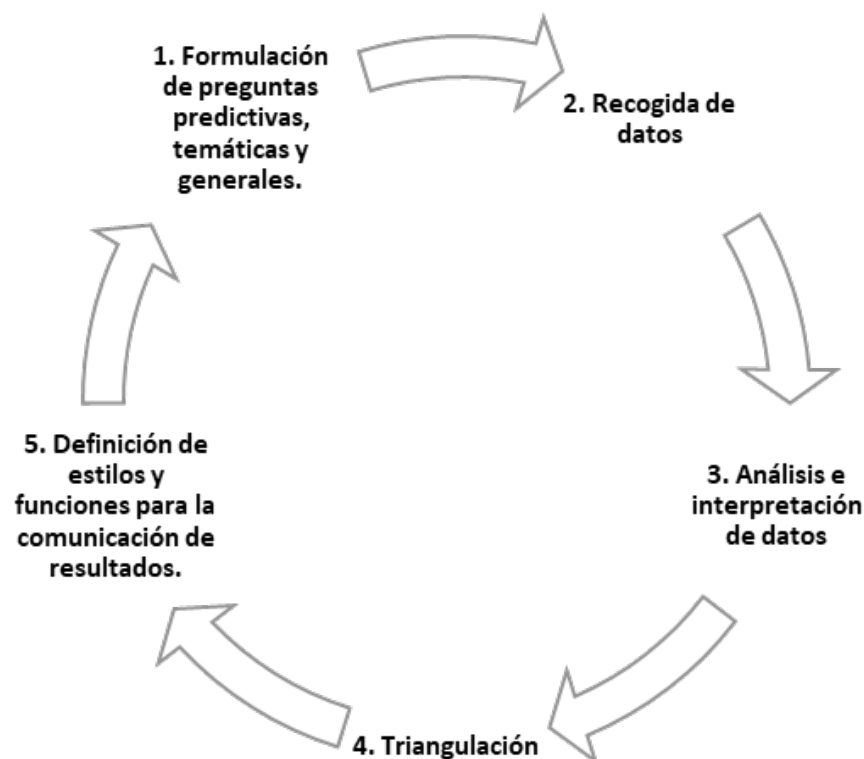 1. Formulación
de preguntas
predictivas,
temáticas y
generales.
2. Recogida de
datos
3. Análisis e
interpretación
de datos
4. Triangulación
5. Definición de
estilos y
funciones para la
comunicación de
resultados.